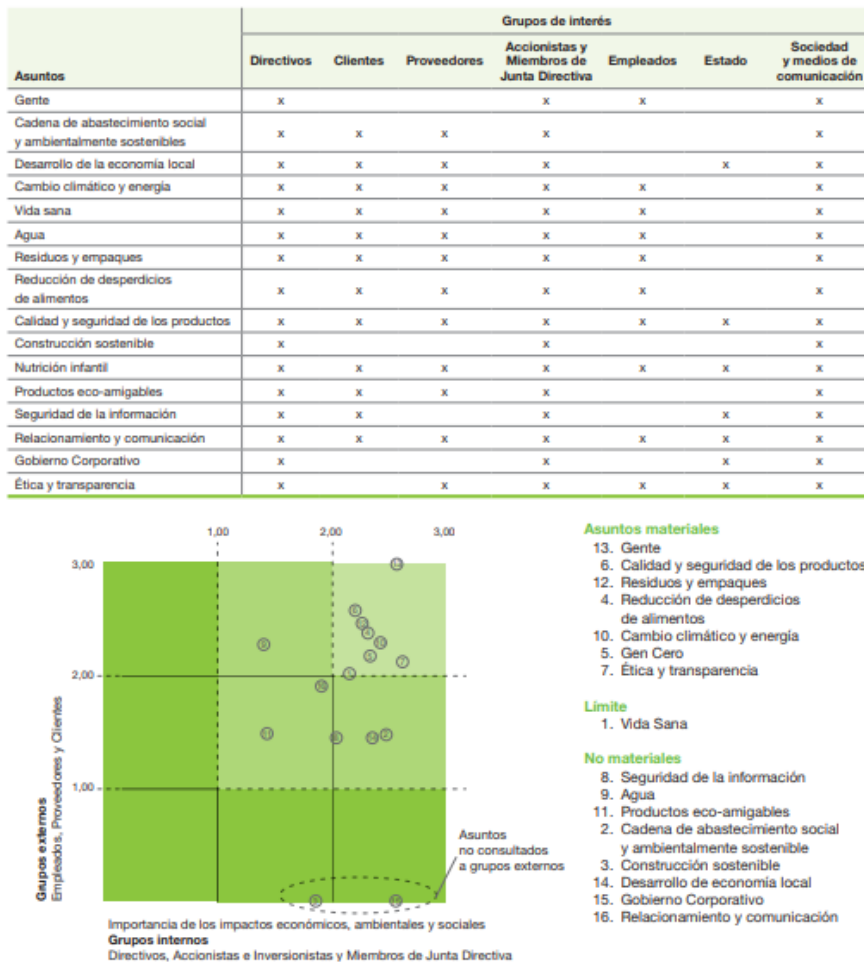 Grupos de interés
Asuntos Directivos Clientes Proveedores Accionistas y Miembros de Junta Directiva Empleados Estado Sociedad y medios de comunicación
Gente x x x x
Cadena de abastecimiento social
y ambientalmente sostenibles x x x x x
Desarrollo de la economía local x x x x x x
Cambio climático y energía x x x x x x
Vida sana x x x x x x
Agua x x x x x x
Residuos y empaques x x x x x x
Reducción de desperdicios
de alimentos x x x x x x
Calidad y seguridad de los productos x x x x x x x
Construcción sostenible x x x
Nutrición infantil x x x x x x x
Productos eco-amigables x x x x x
Seguridad de la información x x x x x
Relacionamiento y comunicación x x x x x x x
Gobierno Corporativo x x x x
Ética y transparencia x x x x x x
1,00 2,00 3,00
3,00
2,00
1,00
Grupos externos
Empleados, Proveedores y Clientes
Asuntos
no consultados
a grupos externos
Importancia de los impactos económicos, ambientales y sociales
Grupos internos
Directivos, Accionistas e Inversionistas y Miembros de Junta Directiva
Asuntos materiales
13. Gente
6. Calidad y seguridad de los productos
12. Residuos y empaques
4. Reducción de desperdicios
de alimentos
10. Cambio climático y energía
5. Gen Cero
7. Ética y transparencia
Límite
1. Vida Sana
No materiales
8. Seguridad de la información
9. Agua
11. Productos eco-amigables
2. Cadena de abastecimiento social
y ambientalmente sostenible
3. Construcción sostenible
14. Desarrollo de economía local
15. Gobierno Corporativo
16. Relacionamiento y comunicación